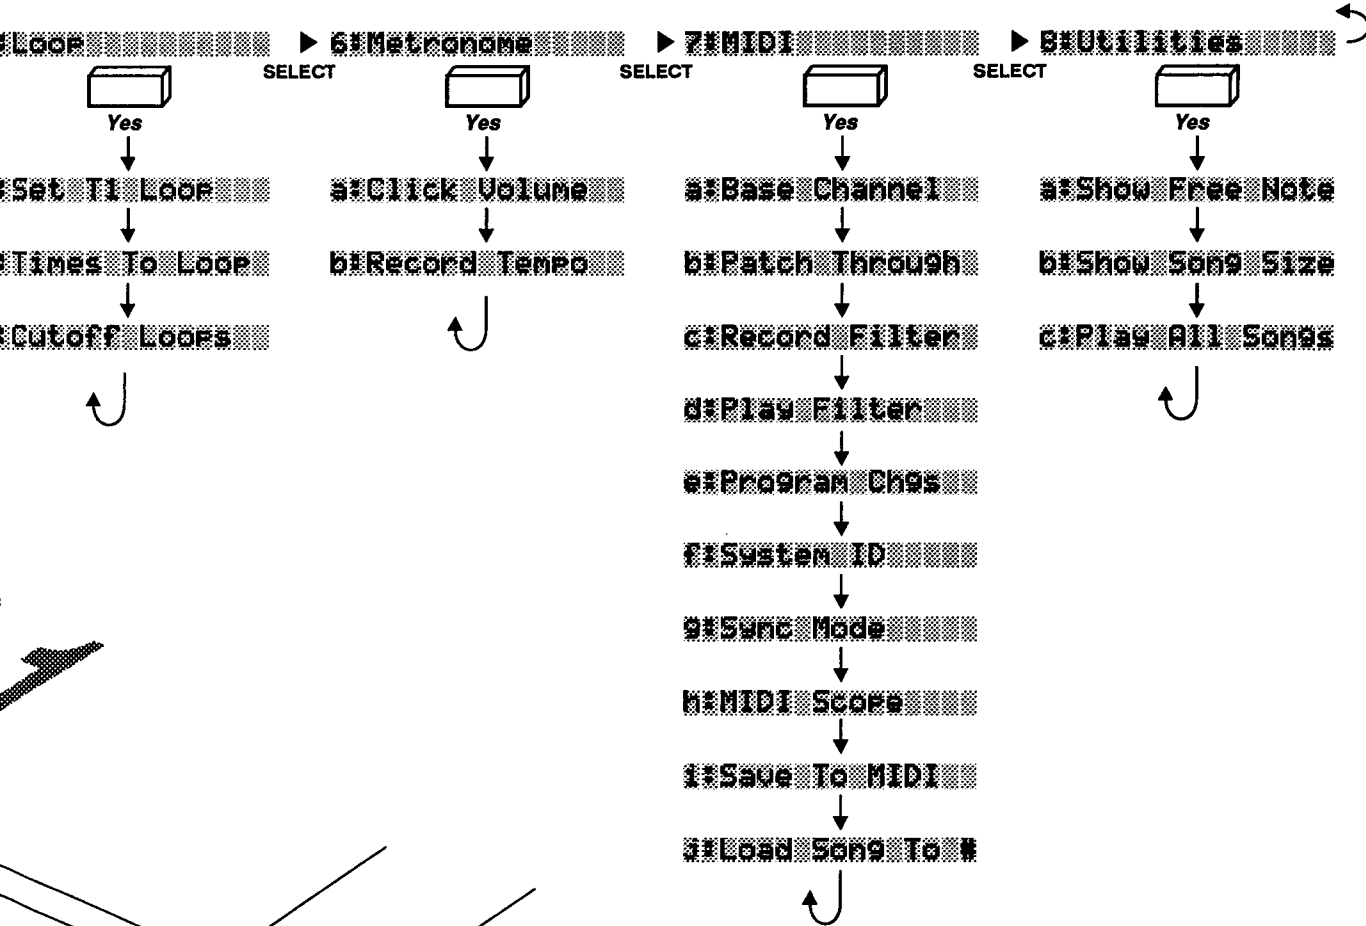 :Loop
SELECT
6:Metronome
SELECT
7:MIDI
SELECT
8:Utilities
Yes
Yes
Yes
Yes
:Set T1 Loop
:Times To Loop
:Cutoff Loops
a:Click Volume
b:Record Tempo
a:Base Channel
b:Patch Through
c:Record Filter
d:Play Filter
e:Program Chgs
f:System ID
g:Sync Mode
h:MIDI Scope
i:Save To MIDI
j:Load Song To #
a:Show Free Note
b:Show Song Size
c:Play All Songs